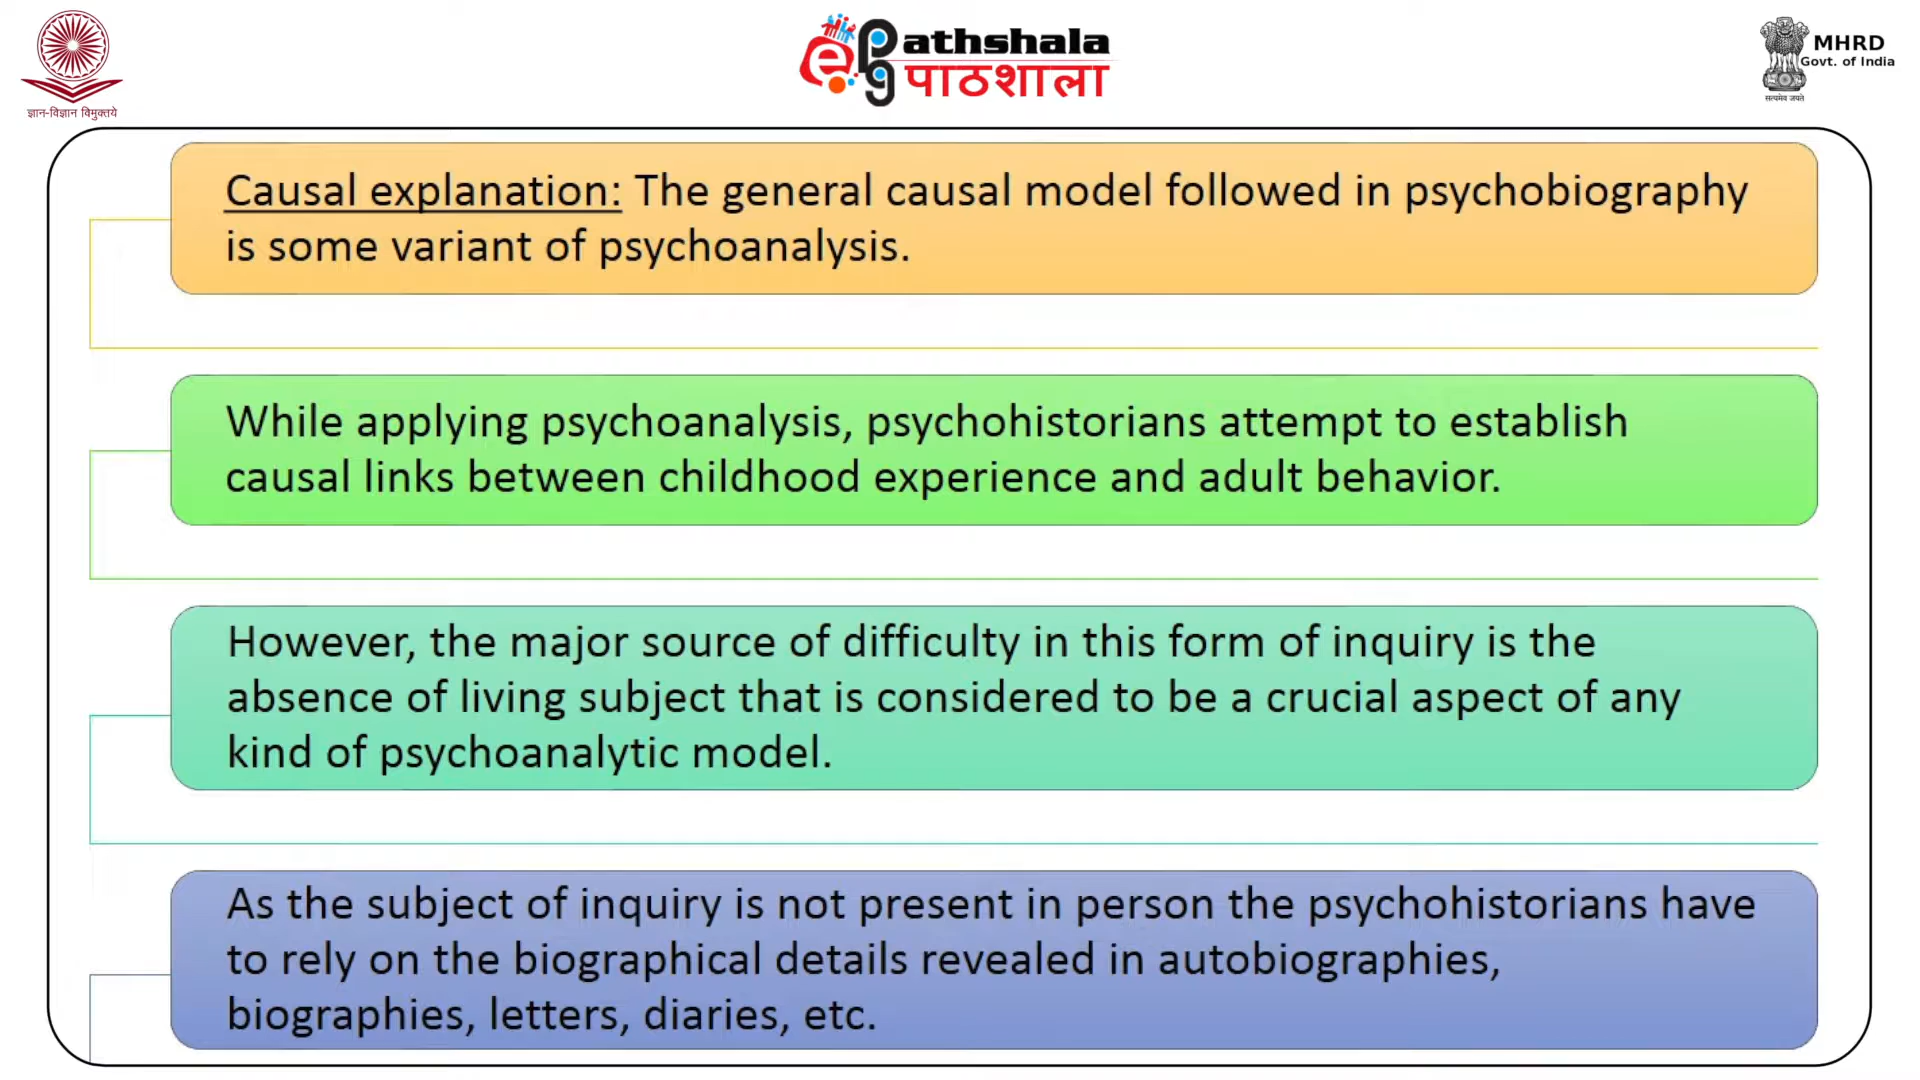 ज्ञान-विज्ञान विमुक्तये
epg
athshala
पाठशाला
MHRD
Govt. of India
सत्यमेव जयते
Causal explanation: The general causal model followed in psychobiography
is some variant of psychoanalysis.
While applying psychoanalysis, psychohistorians attempt to establish
causal links between childhood experience and adult behavior.
However, the major source of difficulty in this form of inquiry is the
absence of living subject that is considered to be a crucial aspect of any
kind of psychoanalytic model.
As the subject of inquiry is not present in person the psychohistorians have
to rely on the biographical details revealed in autobiographies,
biographies, letters, diaries, etc.